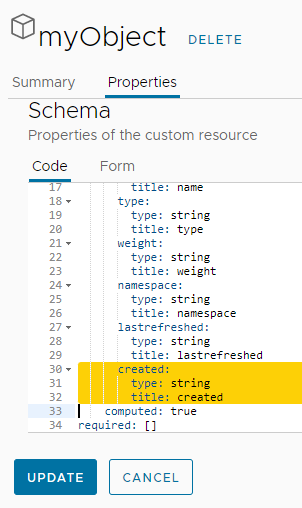 myObject DELETE
Summary Properties
Schema
Properties of the custom resource
Code Form
17 title: name
18 type:
19 type: string
20 title: type
21 weight:
22 type: string
23 title: weight
24 namespace:
25 type: string
26 title: namespace
27 lastrefreshed:
28 type: string
29 title: lastrefreshed
30 created:
31 type: string
32 title: created
33 computed: true
34 required: []
UPDATE CANCEL